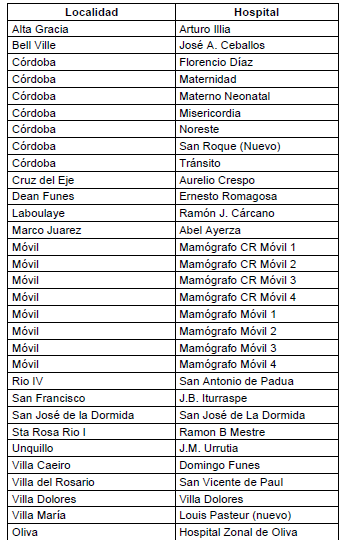 Localidad Hospital
Alta Gracia Arturo Illia
Bell Ville José A. Ceballos
Córdoba Florencio Díaz
Córdoba Maternidad
Córdoba Materno Neonatal
Córdoba Misericordia
Córdoba Noreste
Córdoba San Roque (Nuevo)
Córdoba Tránsito
Cruz del Eje Aurelio Crespo
Dean Funes Ernesto Romagosa
Laboulaye Ramón J. Cárcano
Marco Juarez Abel Ayerza
Móvil Mamógrafo CR Móvil 1
Móvil Mamógrafo CR Móvil 2
Móvil Mamógrafo CR Móvil 3
Móvil Mamógrafo CR Móvil 4
Móvil Mamógrafo Móvil 1
Móvil Mamógrafo Móvil 2
Móvil Mamógrafo Móvil 3
Móvil Mamógrafo Móvil 4
Rio IV San Antonio de Padua
San Francisco J.B. Iturraspe
San José de la Dormida San José de La Dormida
Sta Rosa Rio I Ramon B Mestre
Unquillo J.M. Urrutia
Villa Caeiro Domingo Funes
Villa del Rosario San Vicente de Paul
Villa Dolores Villa Dolores
Villa María Louis Pasteur (nuevo)
Oliva Hospital Zonal de Oliva